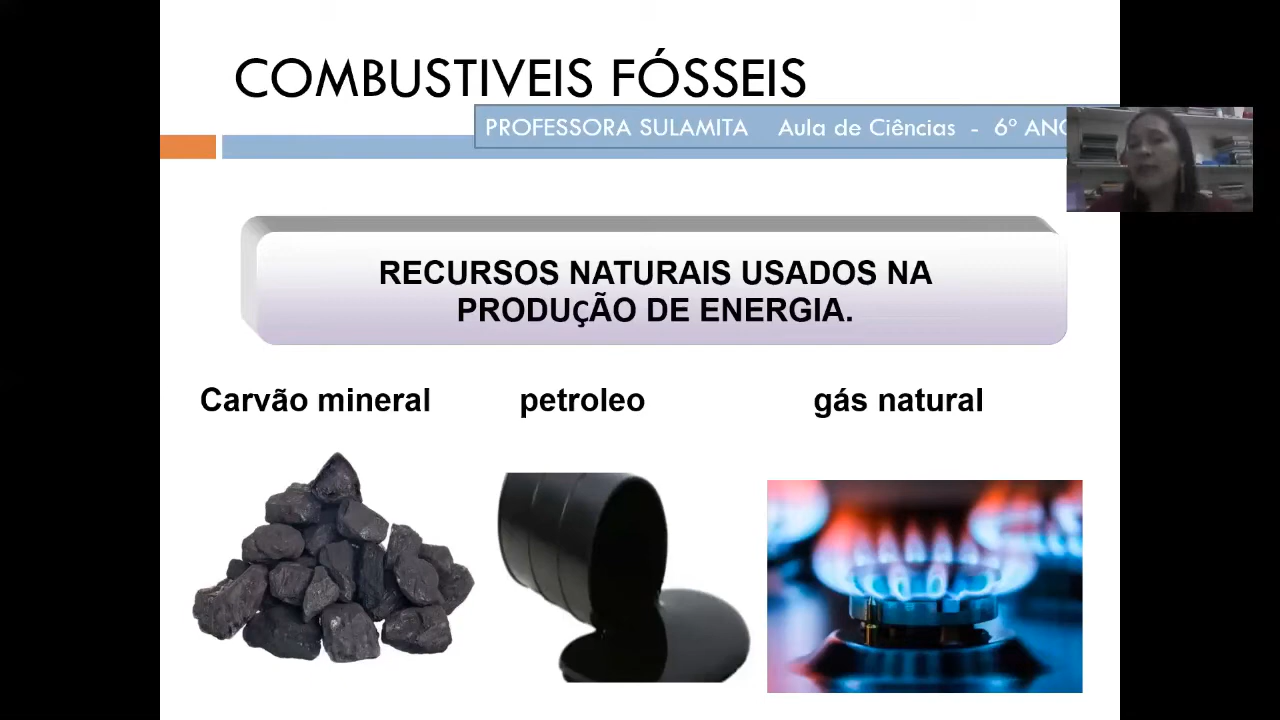 COMBUSTIVEIS FÓSSEIS
PROFESSORA SULAMITA Aula de Ciências - 6º ANO
RECURSOS NATURAIS USADOS NA
PRODUÇÃO DE ENERGIA.
Carvão mineral petroleo gás natural